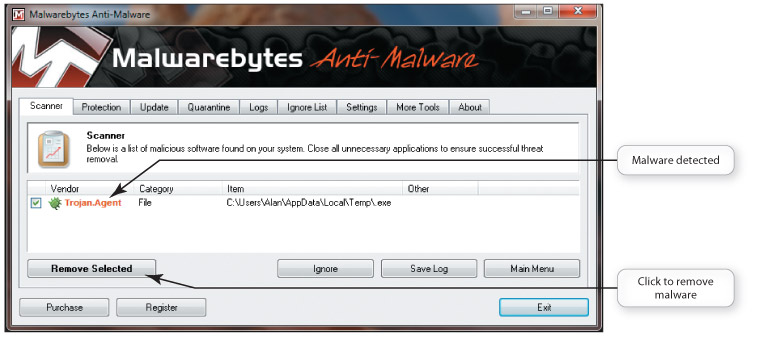 Malwarebytes Anti-Malware
Malwarebytes Anti-Malware
Scanner Protection Update Quarantine Logs Ignore List Settings More Tools About
Scanner
Below is a list of malicious software found on your system. Close all unnecessary applications to ensure successful threat
removal.
Malware detected
Vendor Category Item Other
Trojan.Agent File C:\Users\Alan\AppData\Local\Temp\.exe
Remove Selected Ignore Save Log Main Menu
Click to remove
malware
Purchase Register Exit